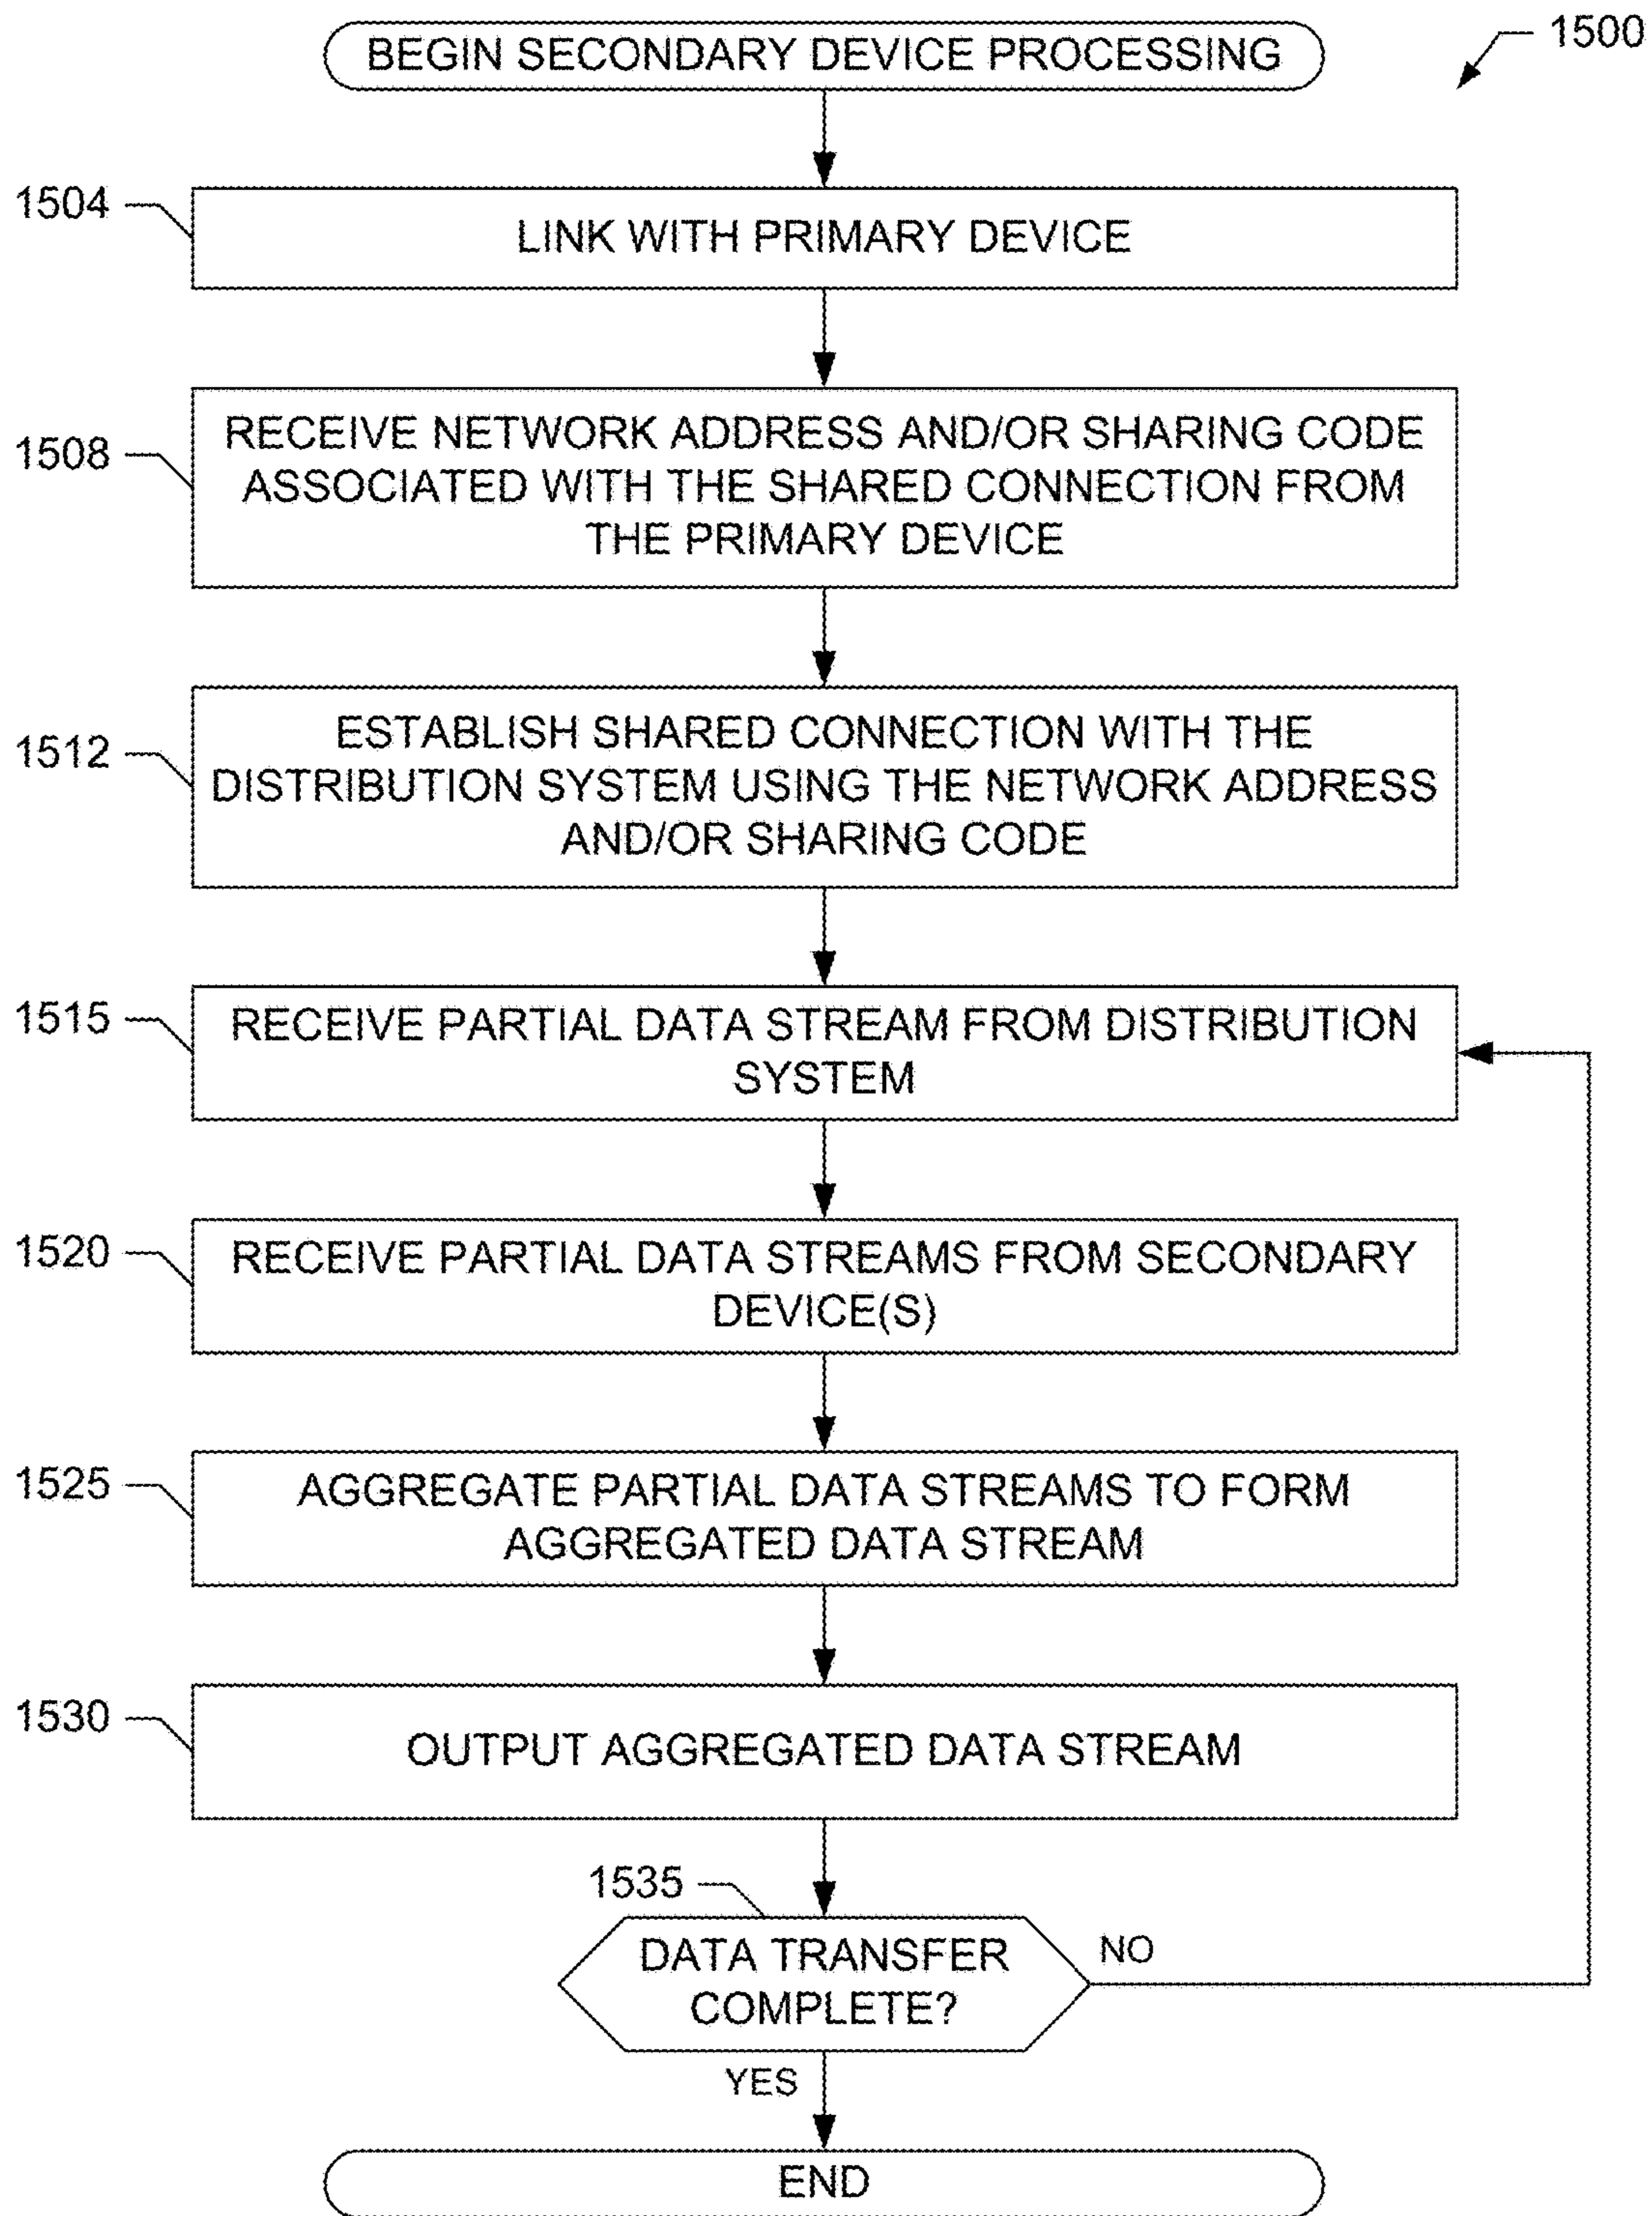 BEGIN SECONDARY DEVICE PROCESSING
1500
1504
LINK WITH PRIMARY DEVICE
1508
RECEIVE NETWORK ADDRESS AND/OR SHARING CODE
ASSOCIATED WITH THE SHARED CONNECTION FROM
THE PRIMARY DEVICE
1512
ESTABLISH SHARED CONNECTION WITH THE
DISTRIBUTION SYSTEM USING THE NETWORK ADDRESS
AND/OR SHARING CODE
1515
RECEIVE PARTIAL DATA STREAM FROM DISTRIBUTION
SYSTEM
1520
RECEIVE PARTIAL DATA STREAMS FROM SECONDARY
DEVICE(S)
1525
AGGREGATE PARTIAL DATA STREAMS TO FORM
AGGREGATED DATA STREAM
1530
OUTPUT AGGREGATED DATA STREAM
1535
DATA TRANSFER
COMPLETE?
NO
YES
END